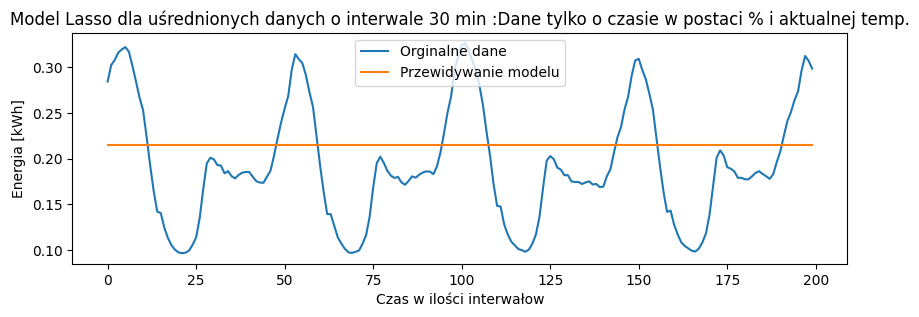 Model Lasso dla uśrednionych danych o interwale 30 min :Dane tylko o czasie w postaci % i aktualnej temp.
Orginalne dane
Przewidywanie modelu
Energia [kWh]
0.30
0.25
0.20
0.15
0.10
0 25 50 75 100 125 150 175 200
Czas w ilości interwałow